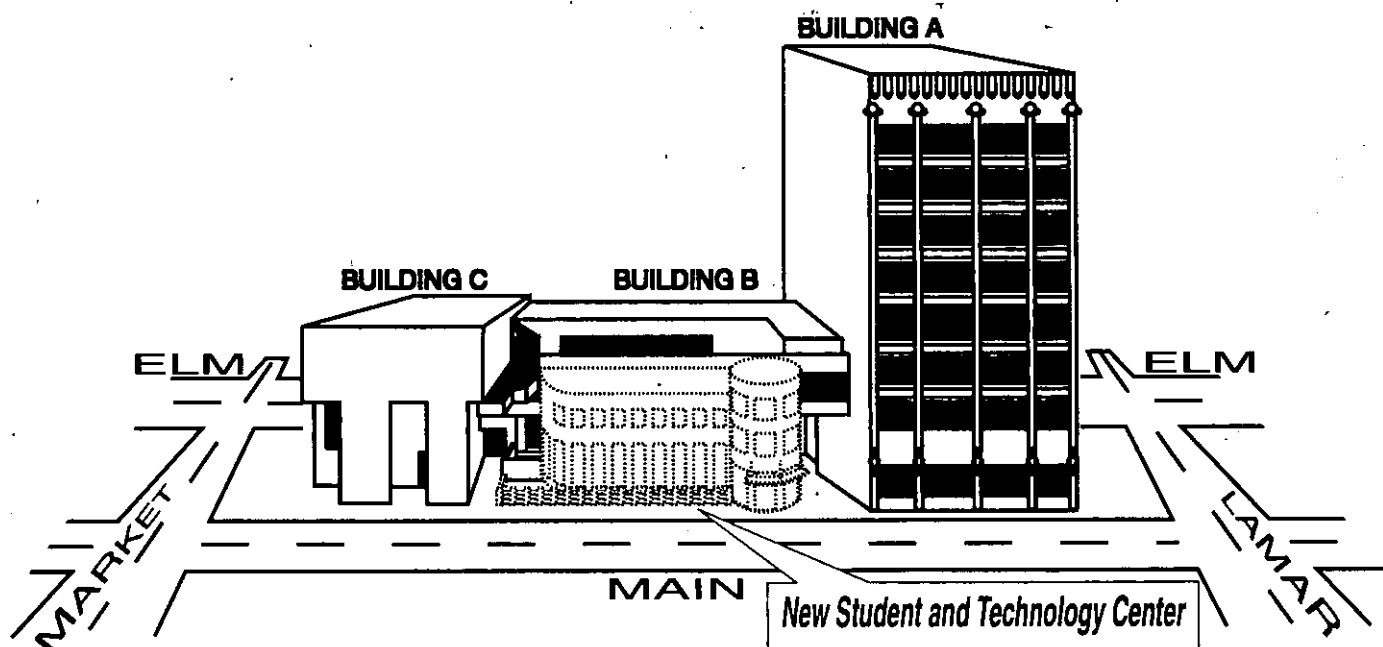 BUILDING A
BUILDING C
BUILDING B
ELM
ELM
MARKET
MAIN
LAMAR
New Student and Technology Center